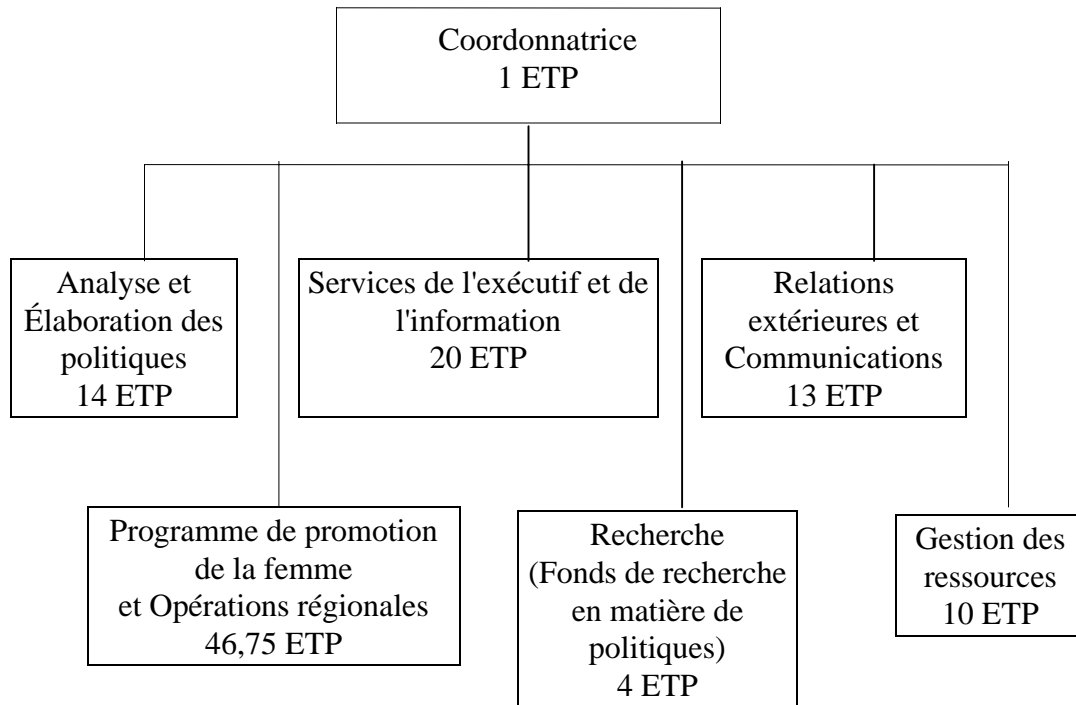 Coordonnatrice
1 ETP
Analyse et
Élaboration des
politiques
14 ETP
Services de l'exécutif et de
l'information
20 ETP
Relations
extérieures et
Communications
13 ETP
Programme de promotion
de la femme
et Opérations régionales
46,75 ETP
Recherche
(Fonds de recherche
en matière de
politiques)
4 ETP
Gestion des
ressources
10 ETP